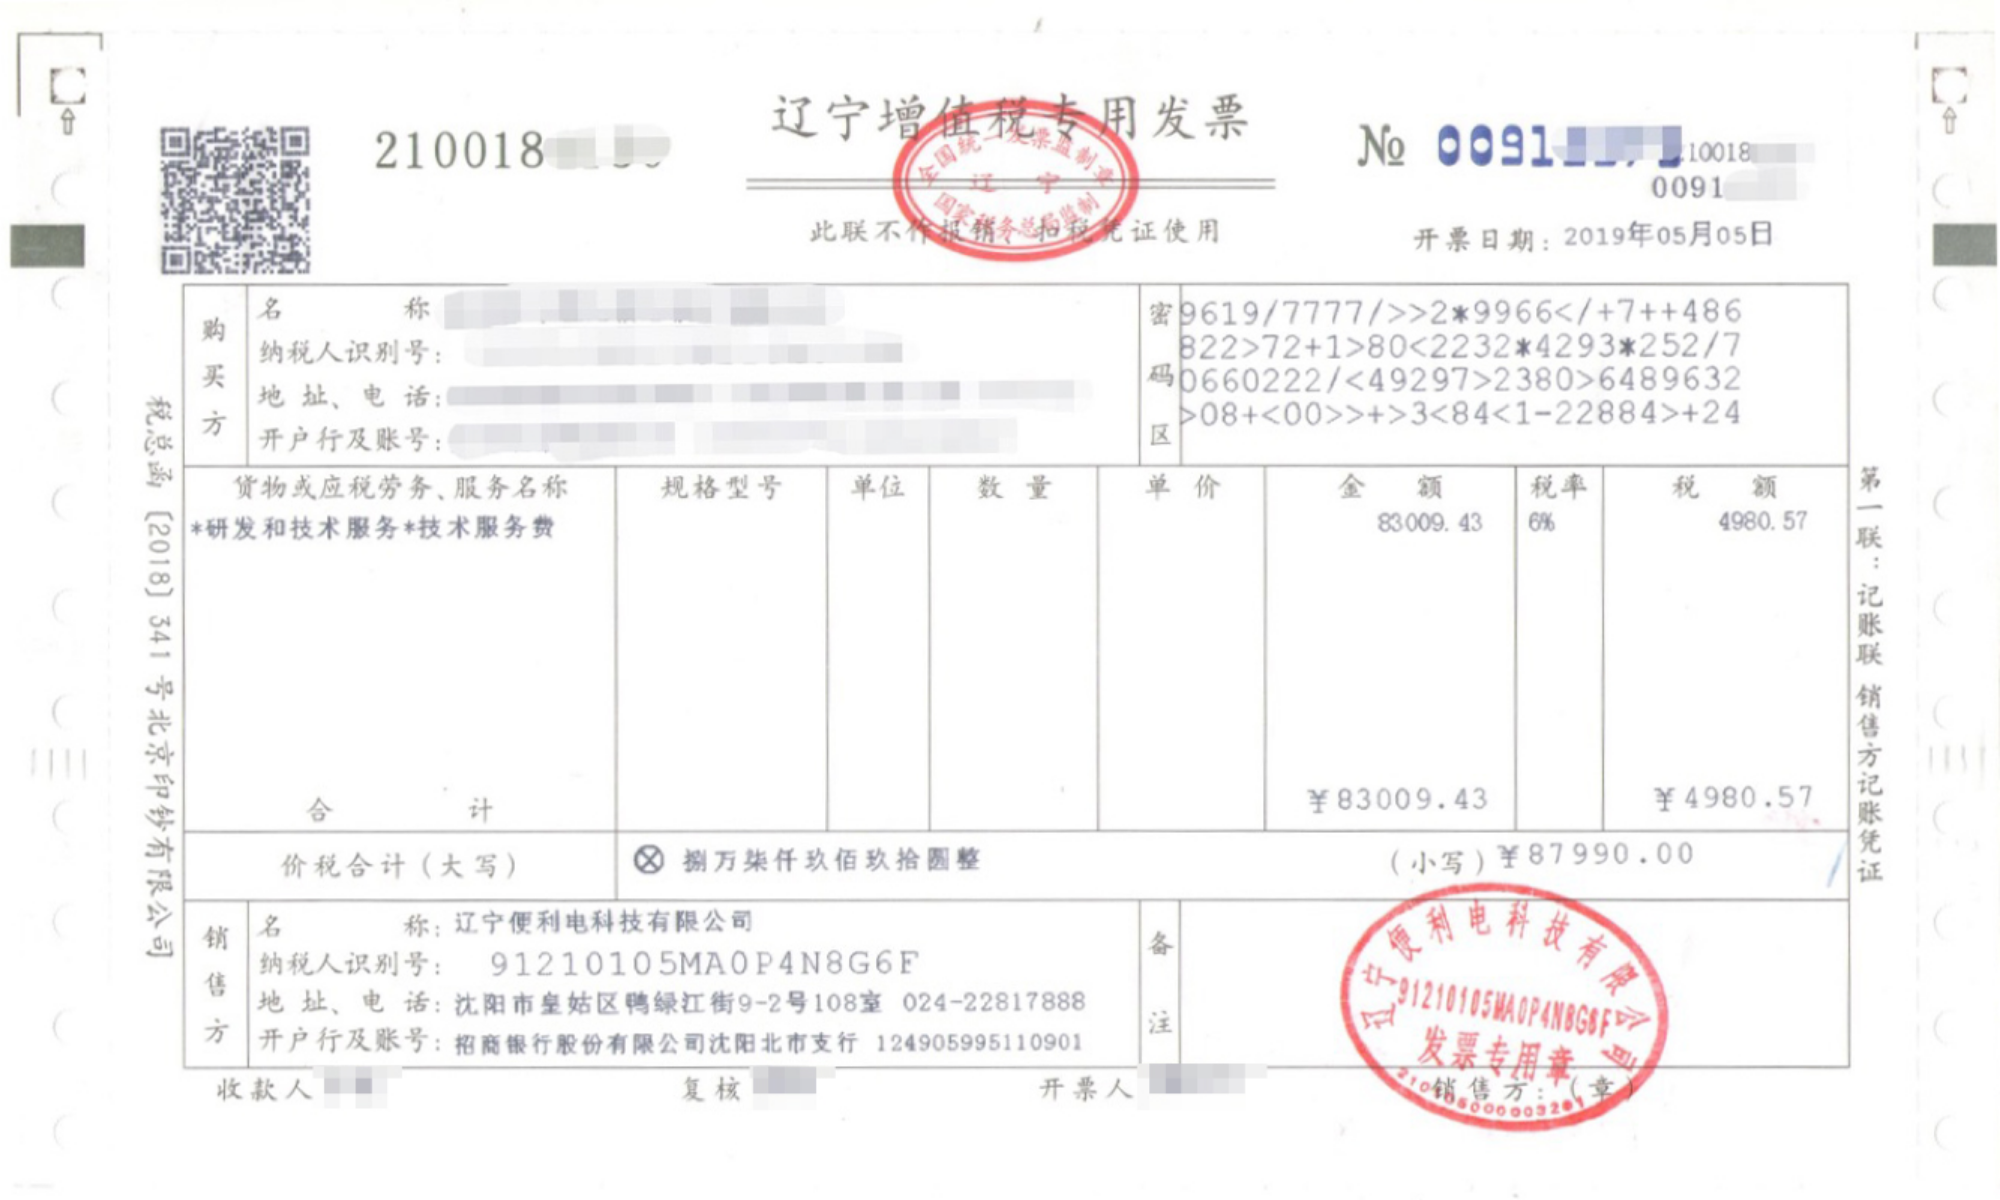 辽宁增值税专用发票
210018
№ 0091
10018
0091
全国统一发票监制章
辽宁
国家税务总局监制
此联不作报销、扣税凭证使用
开票日期: 2019年05月05日
购买方
名称
纳税人识别号:
地址、电话:
开户行及账号:
密码区
9619/7777/>>2*9966</+7++486
822>72+1>80<2232*4293*252/7
0660222/<49297>2380>6489632
>08+<00>>+>3<84<1-22884>+24
货物或应税劳务、服务名称 规格型号 单位 数量 单价 金额 税率 税额
*研发和技术服务*技术服务费 83009.43 6% 4980.57
合计 ¥83009.43 ¥4980.57
价税合计(大写) ⊗ 捌万柒仟玖佰玖拾圆整 (小写) ¥87990.00
销售方
名称: 辽宁便利电科技有限公司
纳税人识别号: 91210105MA0P4N8G6F
地址、电话: 沈阳市皇姑区鸭绿江街9-2号108室 024-22817888
开户行及账号: 招商银行股份有限公司沈阳北市支行 124905995110901
备注
收款人 复核 开票人 销售方: (章)
辽宁便利电科技有限公司
91210105MA0P4N8G6F
发票专用章
税总函〔2018〕341号北京印钞有限公司
第一联: 记账联 销售方记账凭证